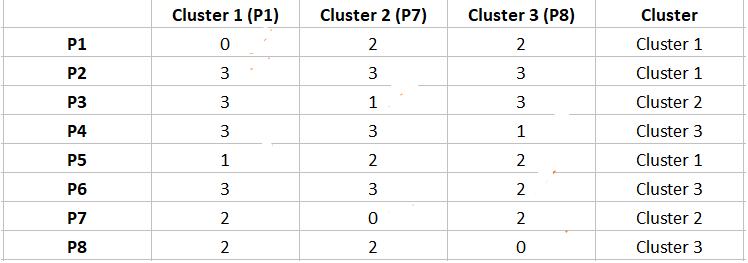 Cluster 1 (P1) Cluster 2 (P7) Cluster 3 (P8) Cluster
P1 0 2 2 Cluster 1
P2 3 3 3 Cluster 1
P3 3 1 3 Cluster 2
P4 3 3 1 Cluster 3
P5 1 2 2 Cluster 1
P6 3 3 2 Cluster 3
P7 2 0 2 Cluster 2
P8 2 2 0 Cluster 3